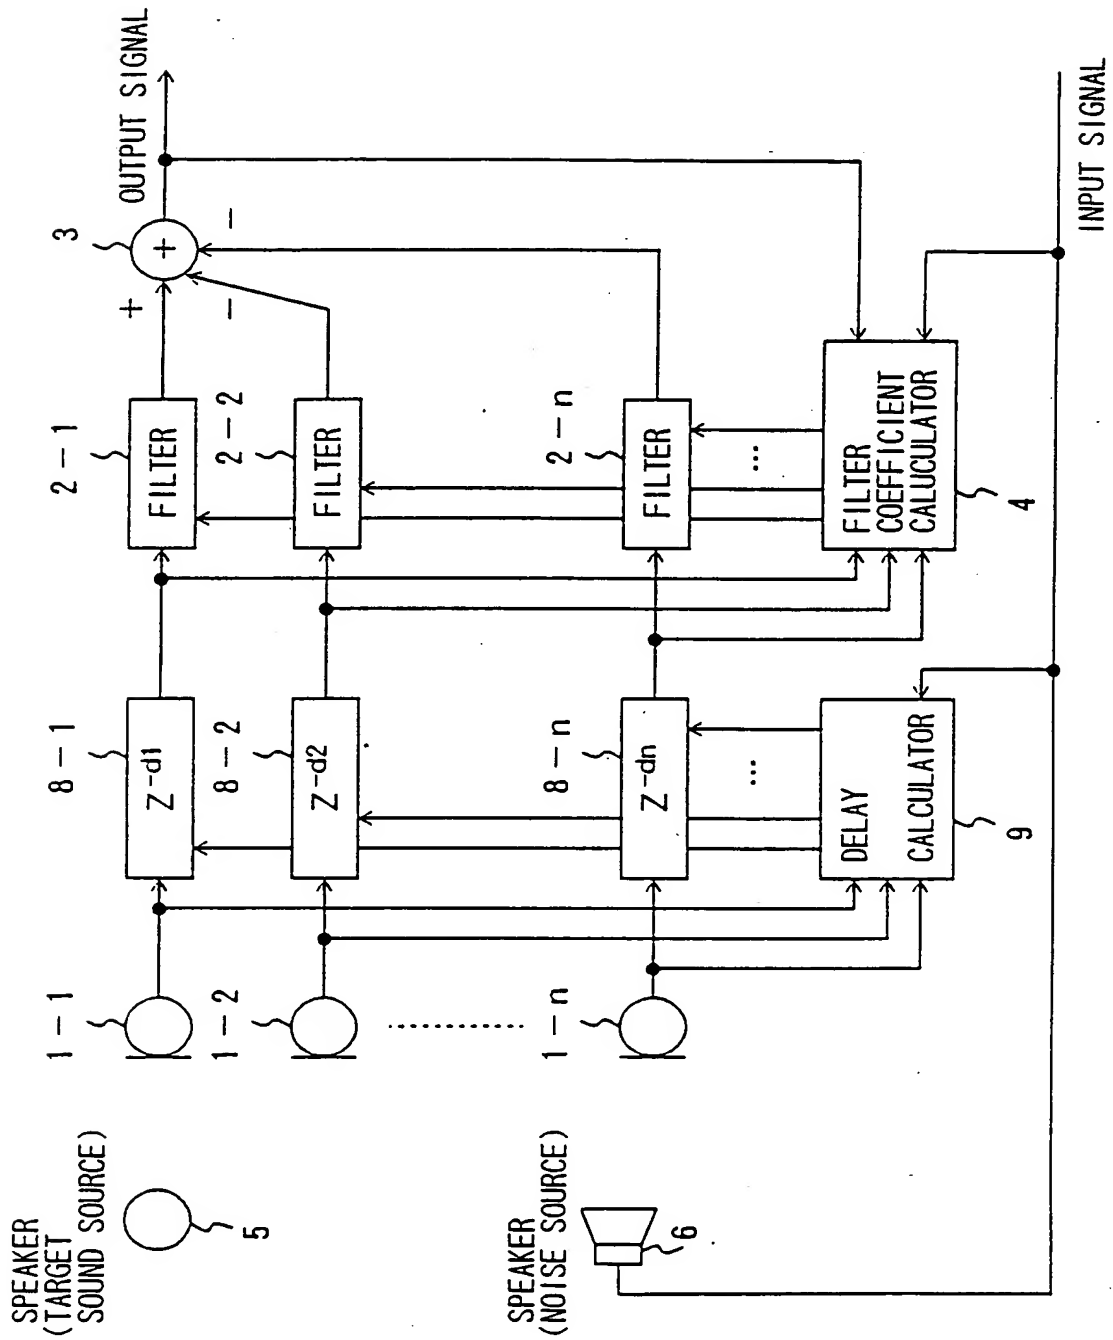 SPEAKER
(TARGET
SOUND SOURCE)
5
SPEAKER
(NOISE SOURCE)
6
1-1
1-2
1-n
8-1
Z-d1
8-2
Z-d2
8-n
Z-dn
...
DELAY
CALCULATOR
9
2-1
FILTER
2-2
FILTER
2-n
FILTER
...
FILTER
COEFFICIENT
CALUCULATOR
4
3
+
+
-
-
OUTPUT SIGNAL
INPUT SIGNAL